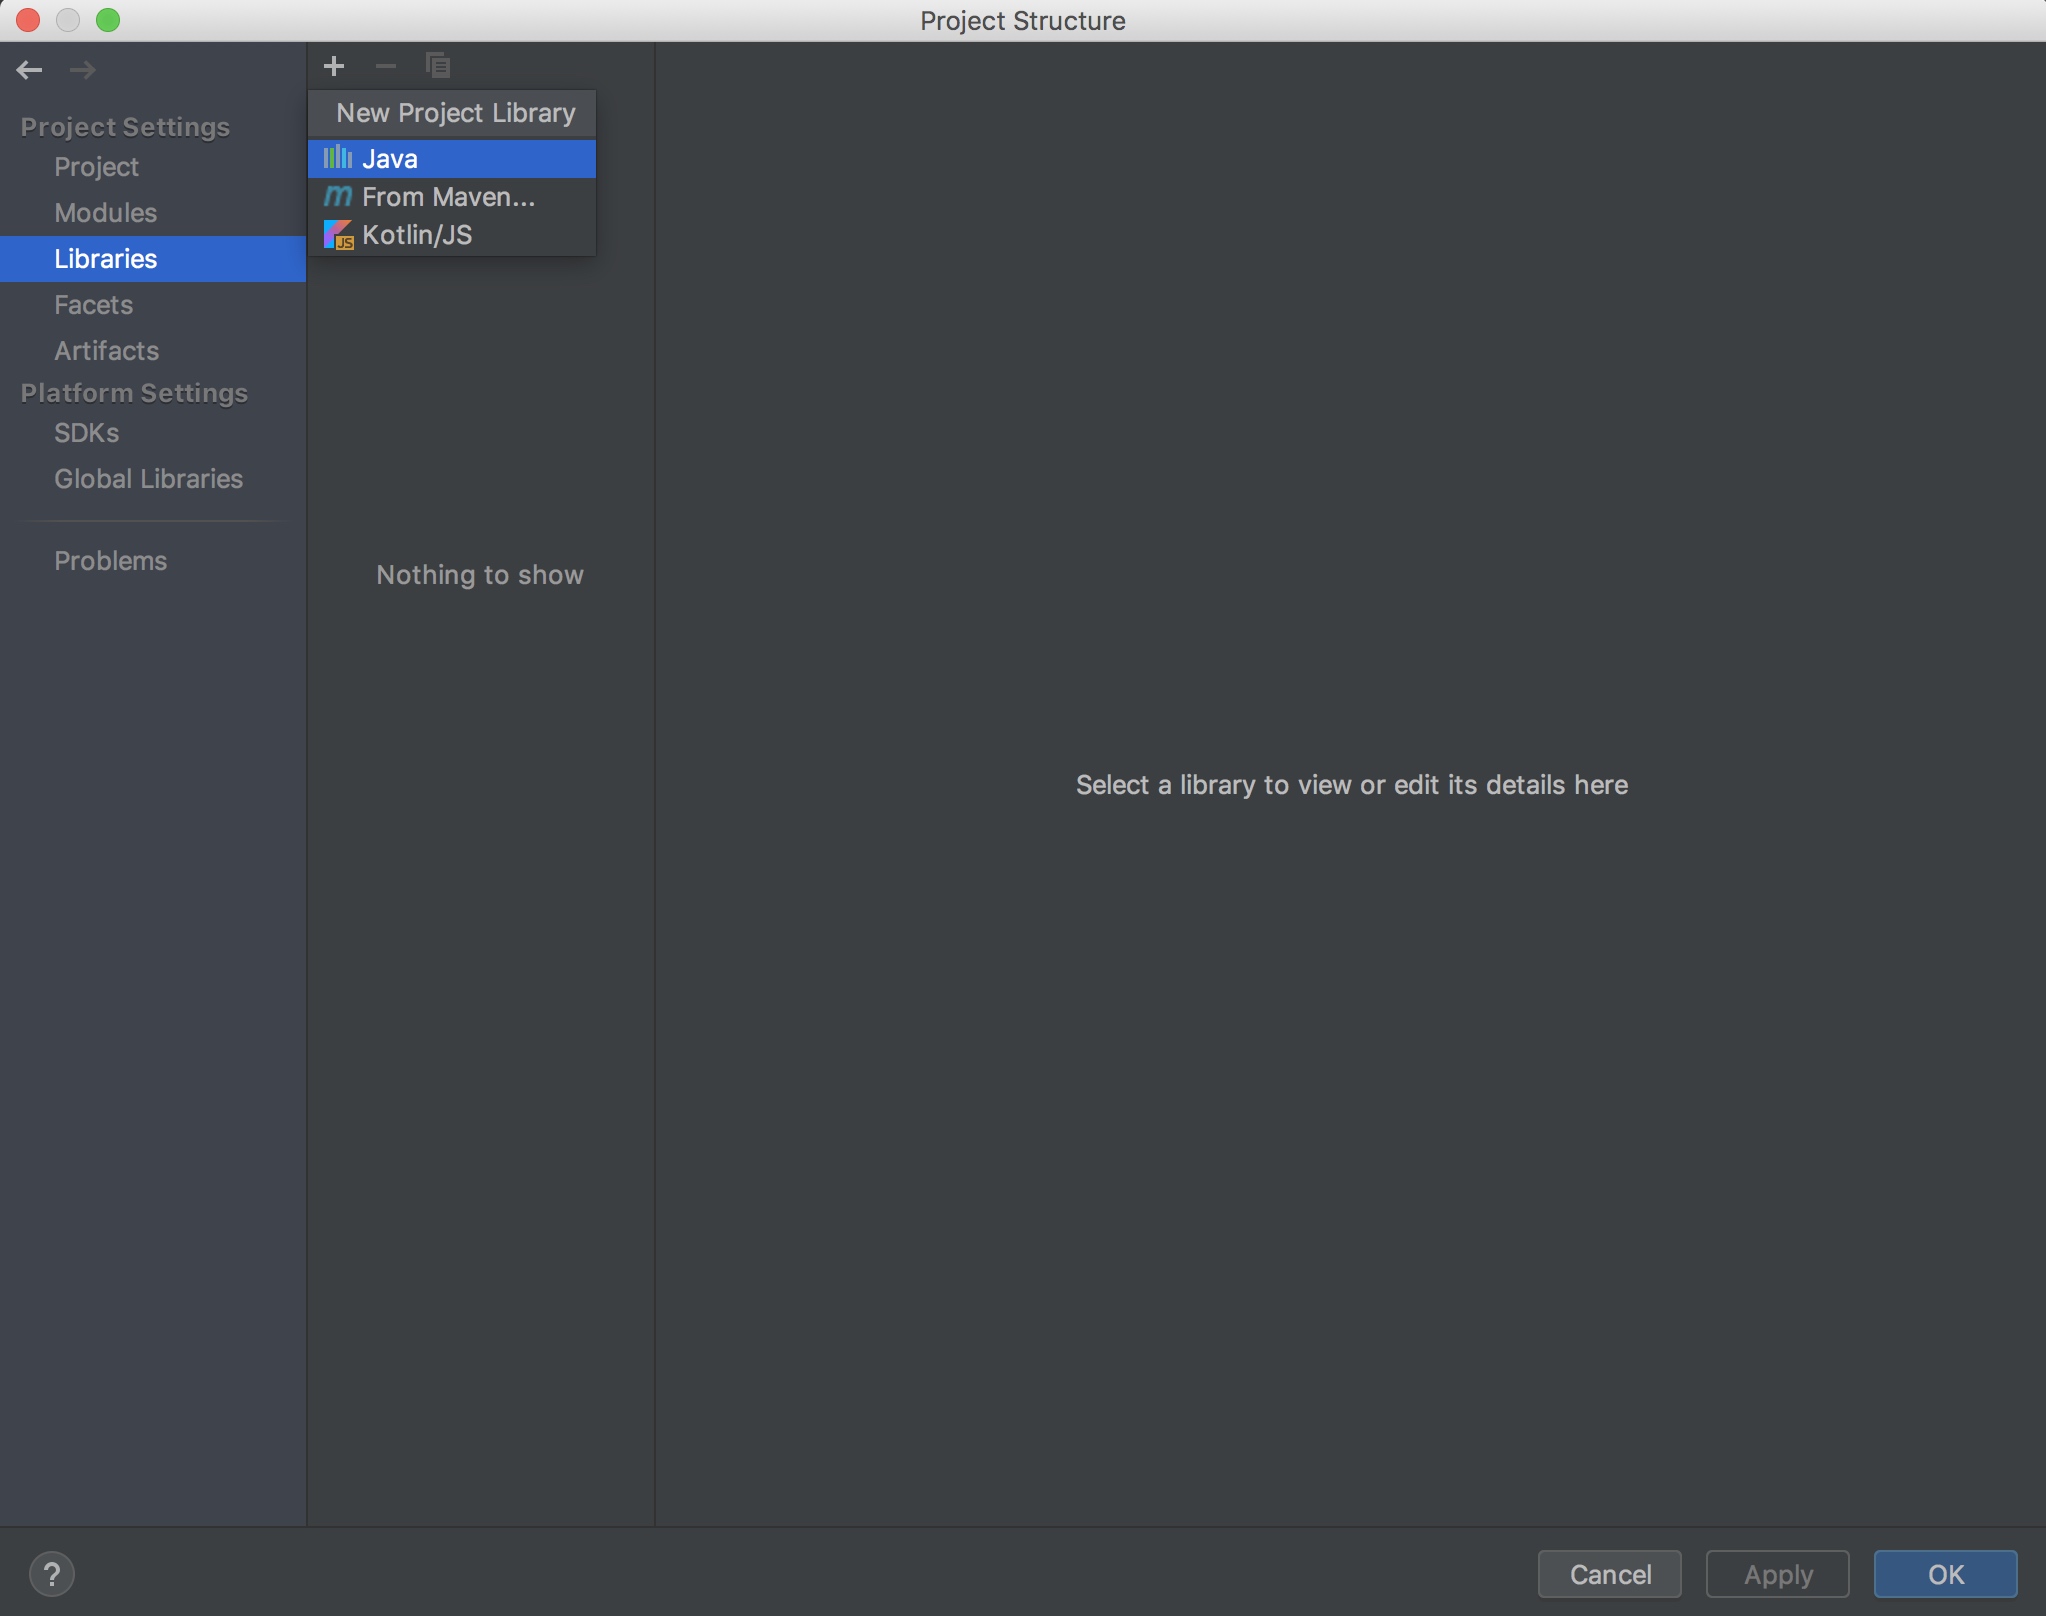 Project Structure
Project Settings
Project
Modules
Libraries
Facets
Artifacts
Platform Settings
SDKs
Global Libraries
Problems
New Project Library
Java
m From Maven...
JS Kotlin/JS
Nothing to show
Select a library to view or edit its details here
?
Cancel
Apply
OK